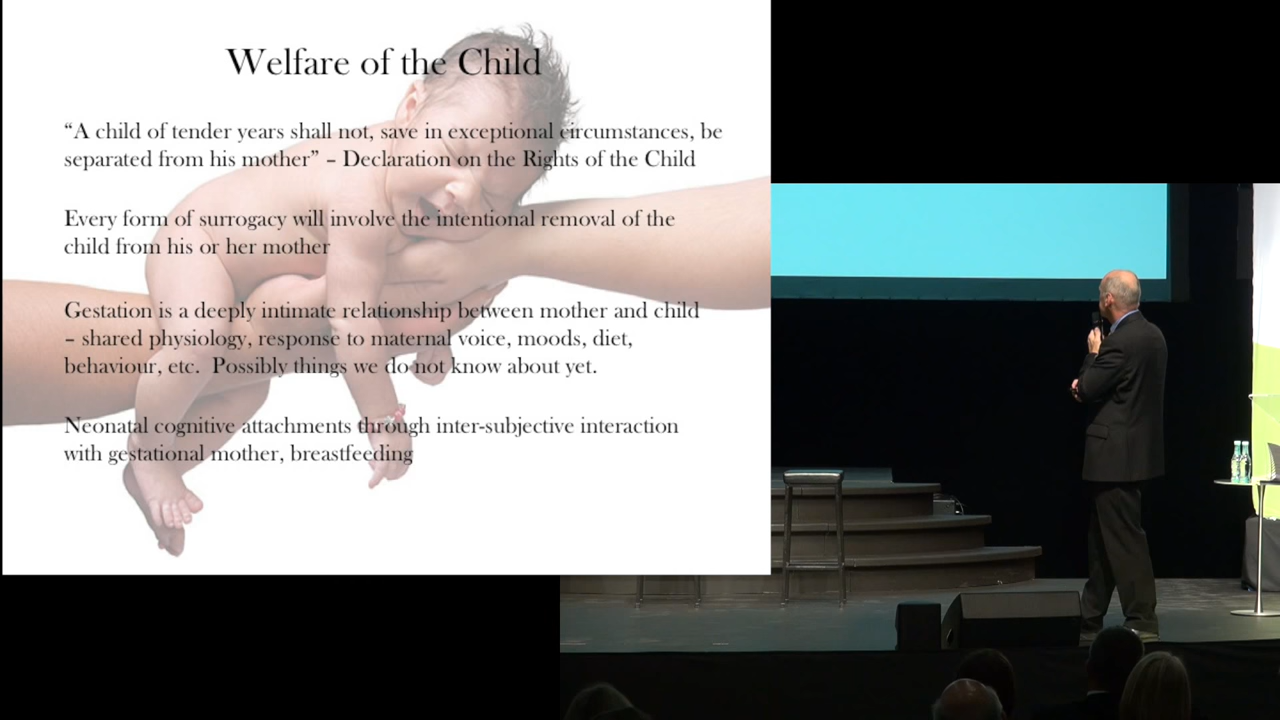 Welfare of the Child
“A child of tender years shall not, save in exceptional circumstances, be
separated from his mother” – Declaration on the Rights of the Child
Every form of surrogacy will involve the intentional removal of the
child from his or her mother
Gestation is a deeply intimate relationship between mother and child
– shared physiology, response to maternal voice, moods, diet,
behaviour, etc.  Possibly things we do not know about yet.
Neonatal cognitive attachments through inter-subjective interaction
with gestational mother, breastfeeding